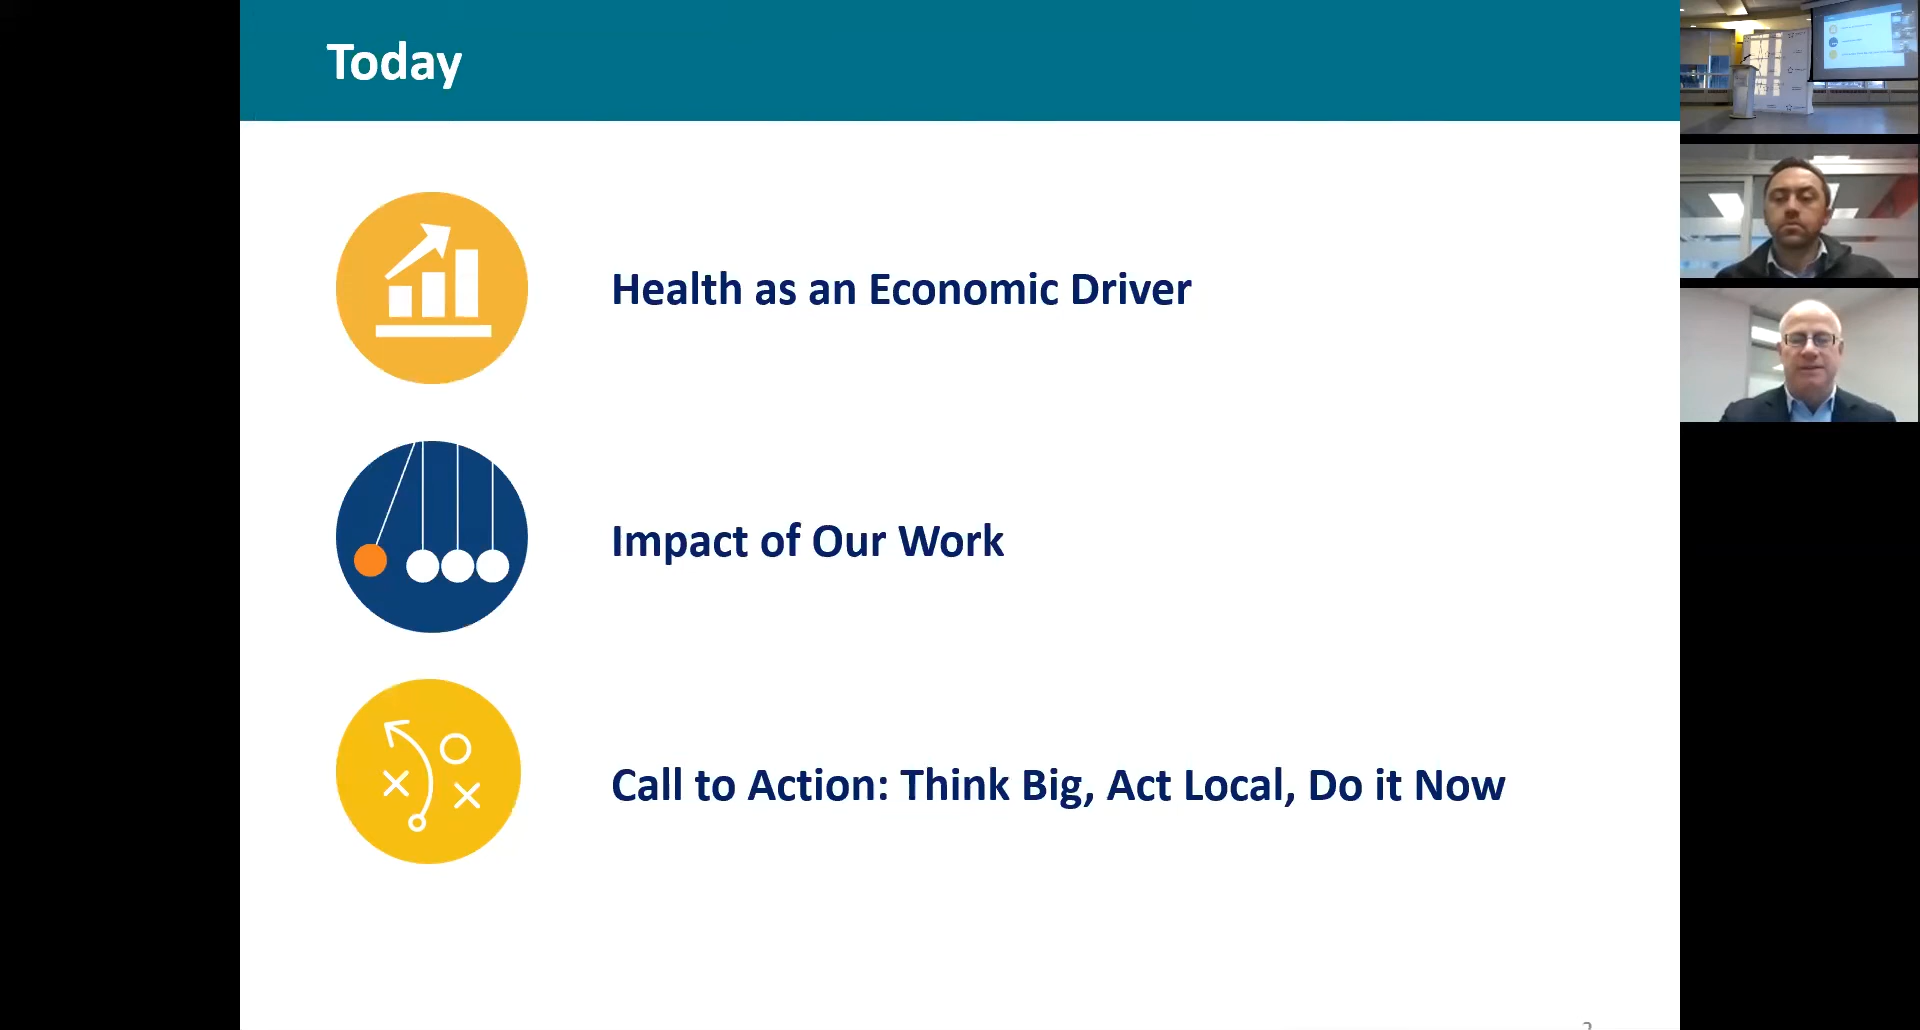 Today
Health as an Economic Driver
Impact of Our Work
Call to Action: Think Big, Act Local, Do it Now